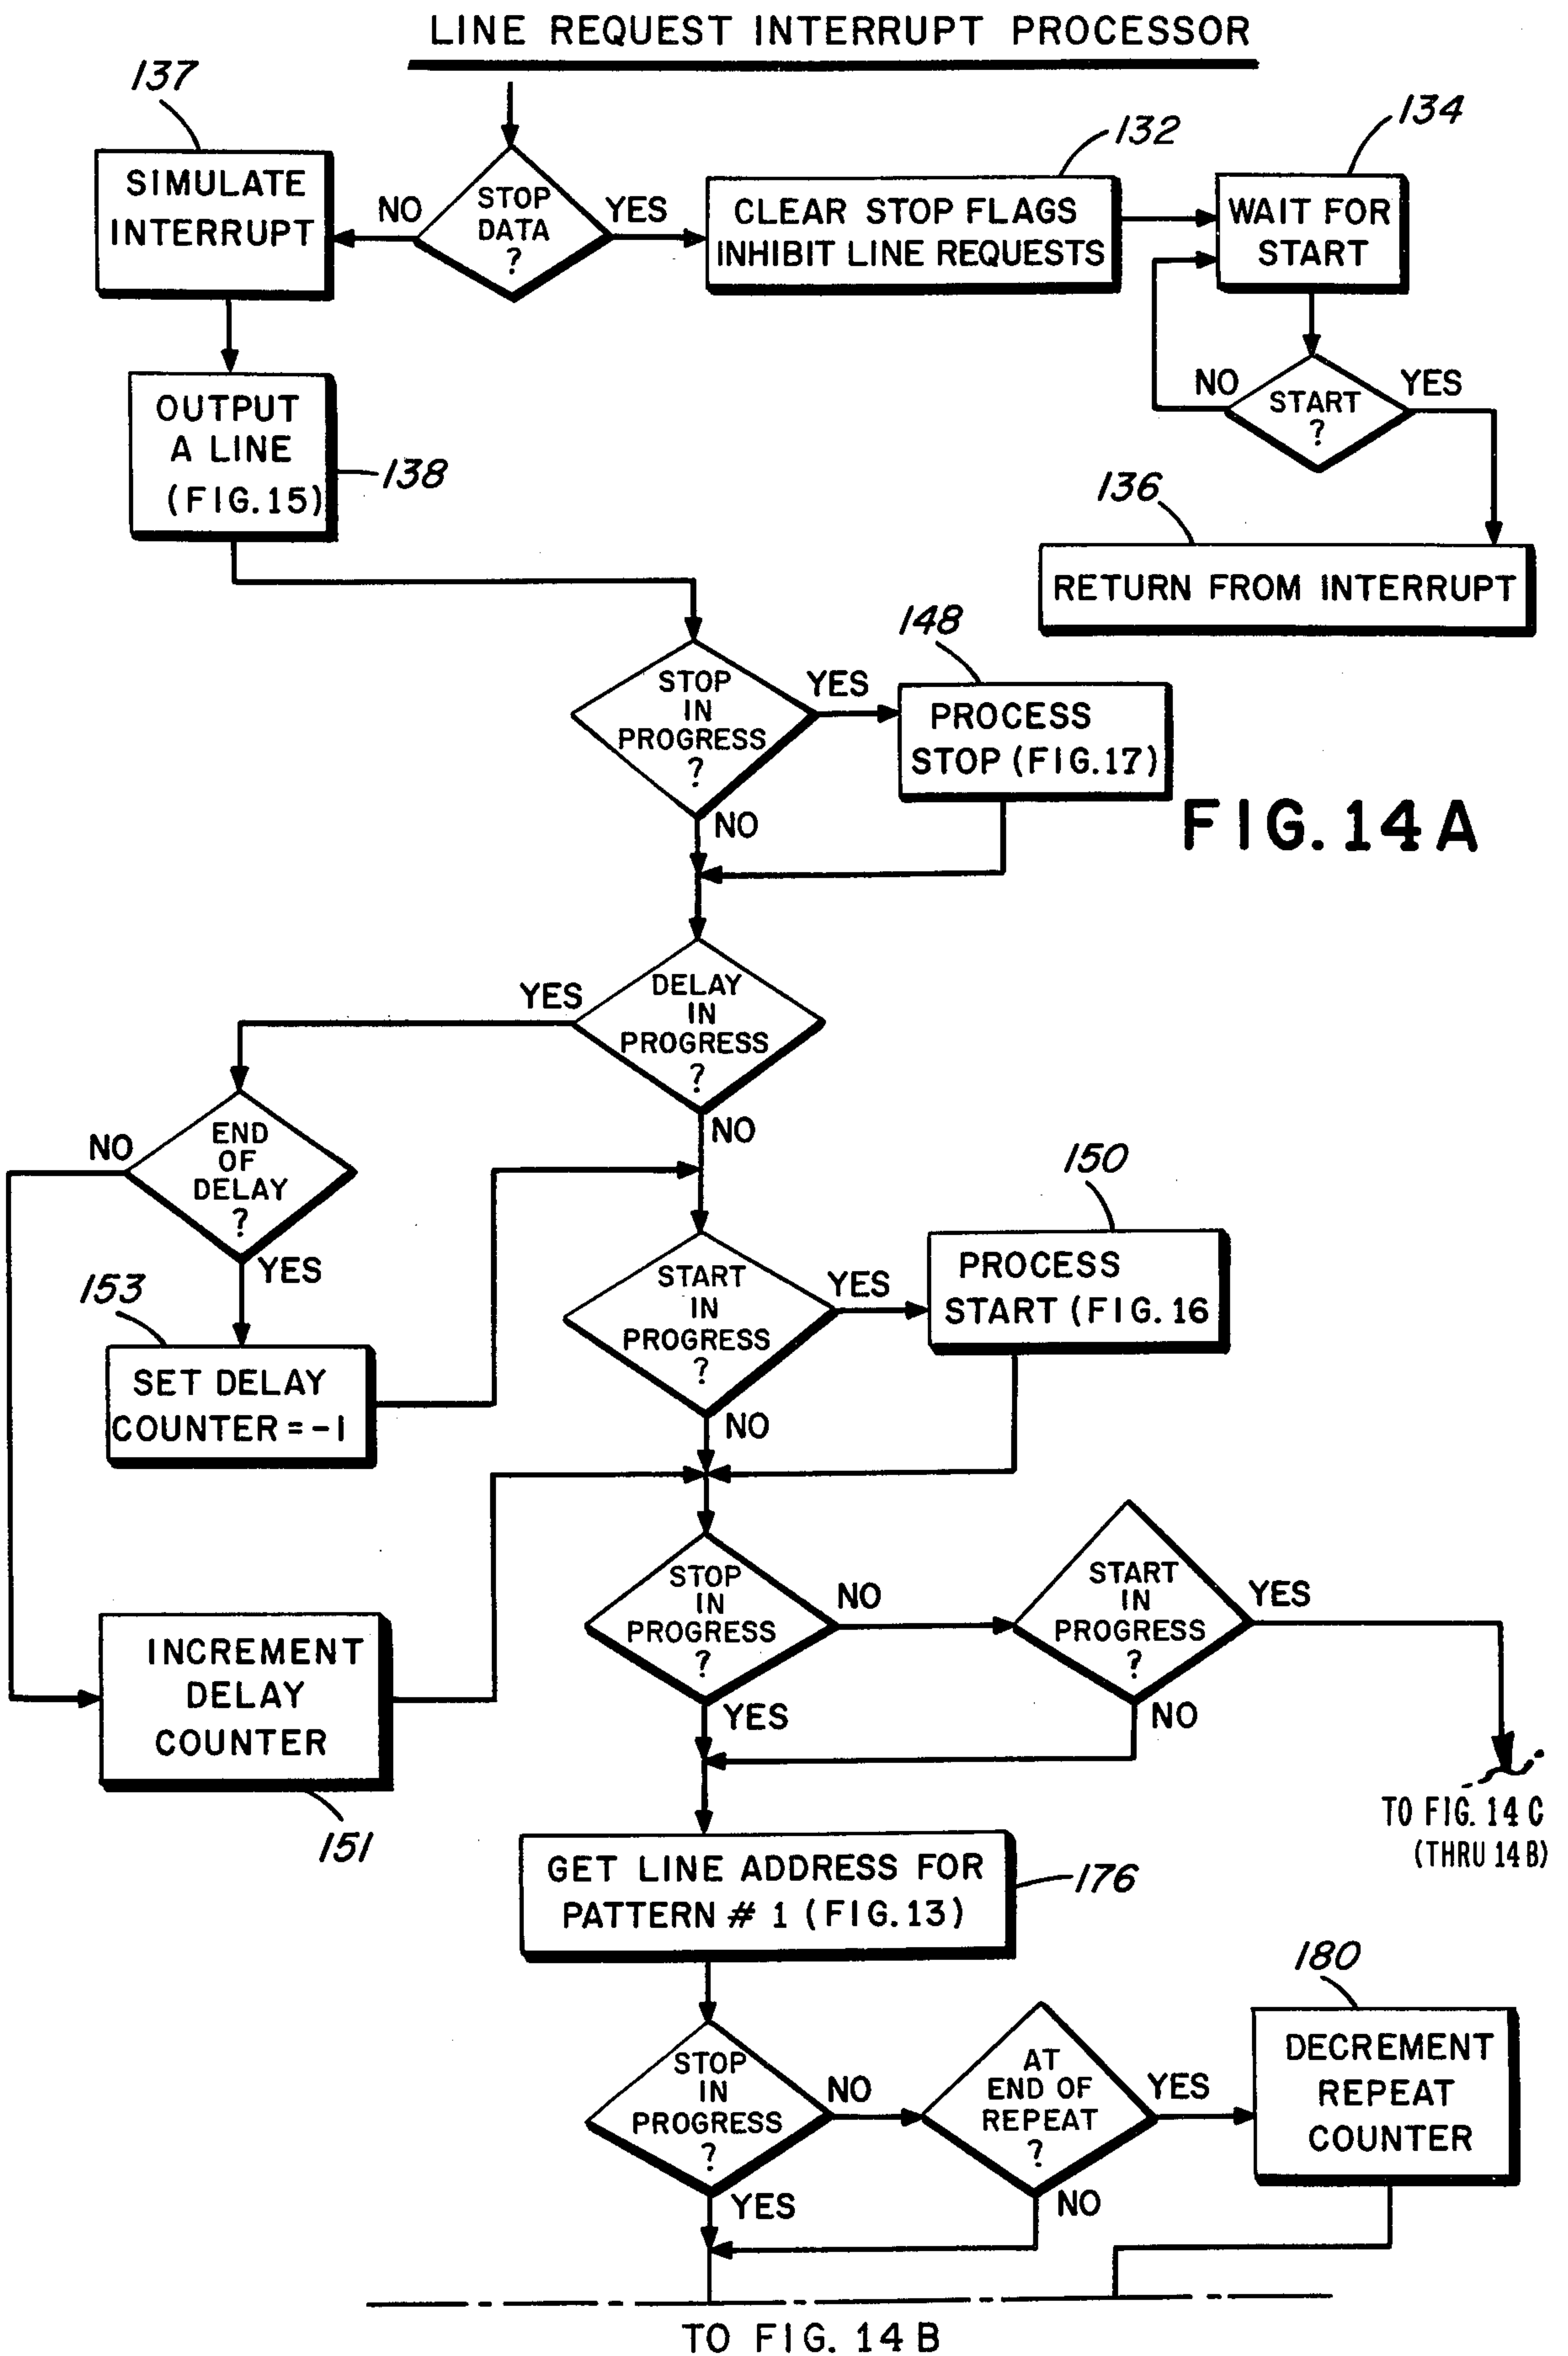 LINE REQUEST INTERRUPT PROCESSOR
137
132
134
SIMULATE
INTERRUPT
NO
STOP
DATA
?
YES
CLEAR STOP FLAGS
INHIBIT LINE REQUESTS
WAIT FOR
START
NO
START
?
YES
OUTPUT
A LINE
(FIG.15)
138
136
RETURN FROM INTERRUPT
STOP
IN
PROGRESS
?
YES
NO
148
PROCESS
STOP (FIG.17)
FIG. 14A
DELAY
IN
PROGRESS
?
YES
NO
END
OF
DELAY
?
NO
YES
153
SET DELAY
COUNTER = -1
START
IN
PROGRESS
?
YES
NO
150
PROCESS
START (FIG. 16
STOP
IN
PROGRESS
?
NO
YES
START
IN
PROGRESS
?
YES
NO
INCREMENT
DELAY
COUNTER
151
TO FIG. 14 C
(THRU 14 B)
GET LINE ADDRESS FOR
PATTERN # 1 (FIG.13)
176
STOP
IN
PROGRESS
?
NO
YES
AT
END OF
REPEAT
?
YES
NO
180
DECREMENT
REPEAT
COUNTER
TO FIG. 14 B